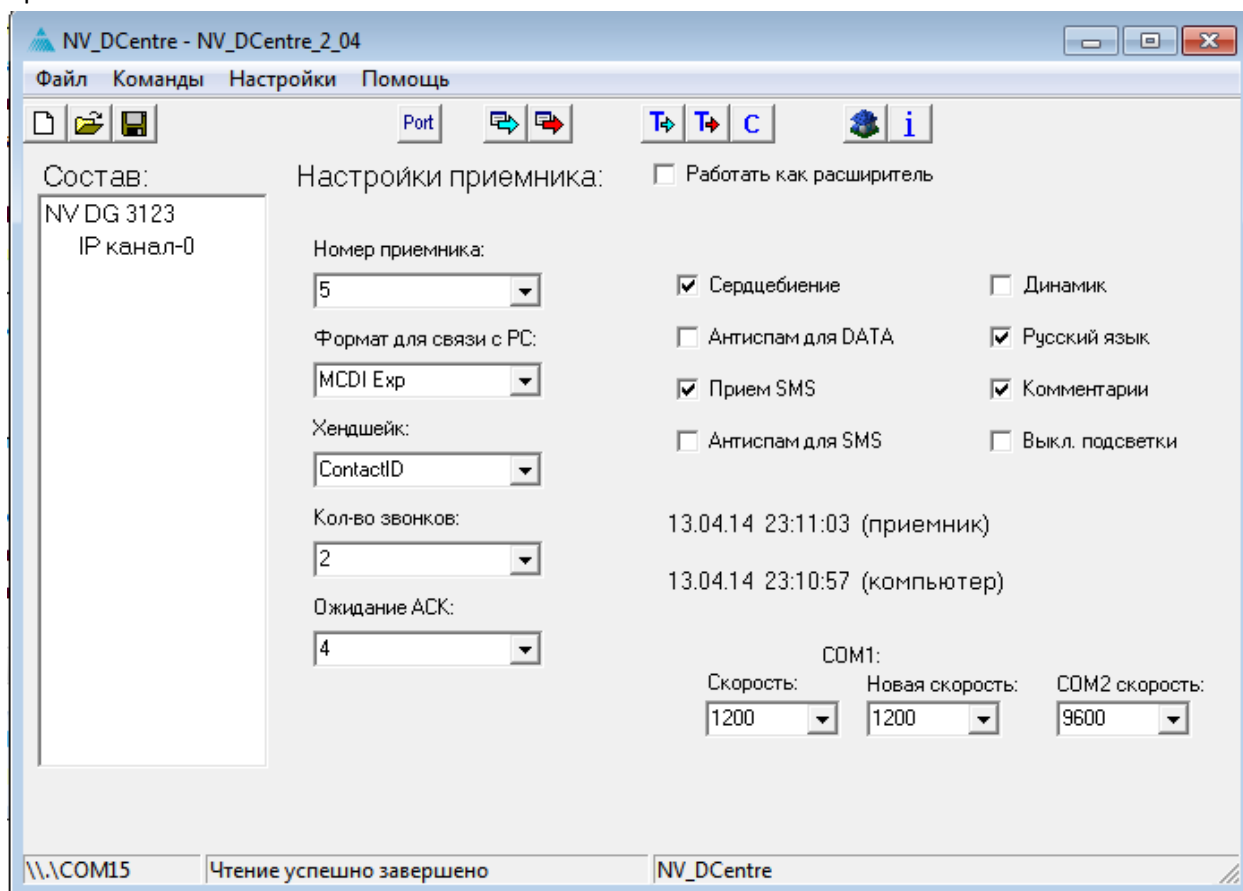 NV_DCentre - NV_DCentre_2_04
Файл Команды Настройки Помощь
Port T T C i
Состав:
NV DG 3123
IP канал-0
Настройки приемника:
Работать как расширитель
Номер приемника:
5
Формат для связи с PC:
MCDI Exp
Хендшейк:
ContactID
Кол-во звонков:
2
Ожидание ACK:
4
Сердцебиение
Динамик
Антиспам для DATA
Русский язык
Прием SMS
Комментарии
Антиспам для SMS
Выкл. подсветки
13.04.14 23:11:03 (приемник)
13.04.14 23:10:57 (компьютер)
COM1:
Скорость: Новая скорость: COM2 скорость:
1200 1200 9600
\\.\COM15 Чтение успешно завершено NV_DCentre